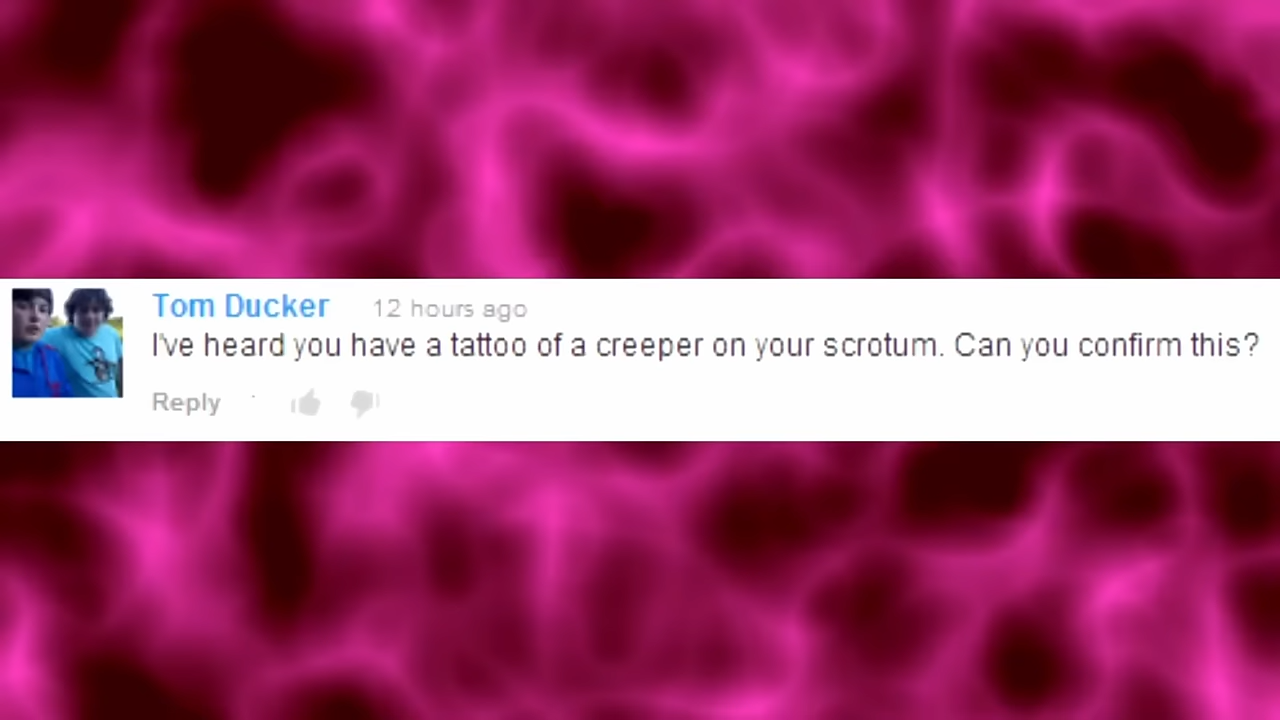 Tom Ducker 12 hours ago
I've heard you have a tattoo of a creeper on your scrotum. Can you confirm this?
Reply ·